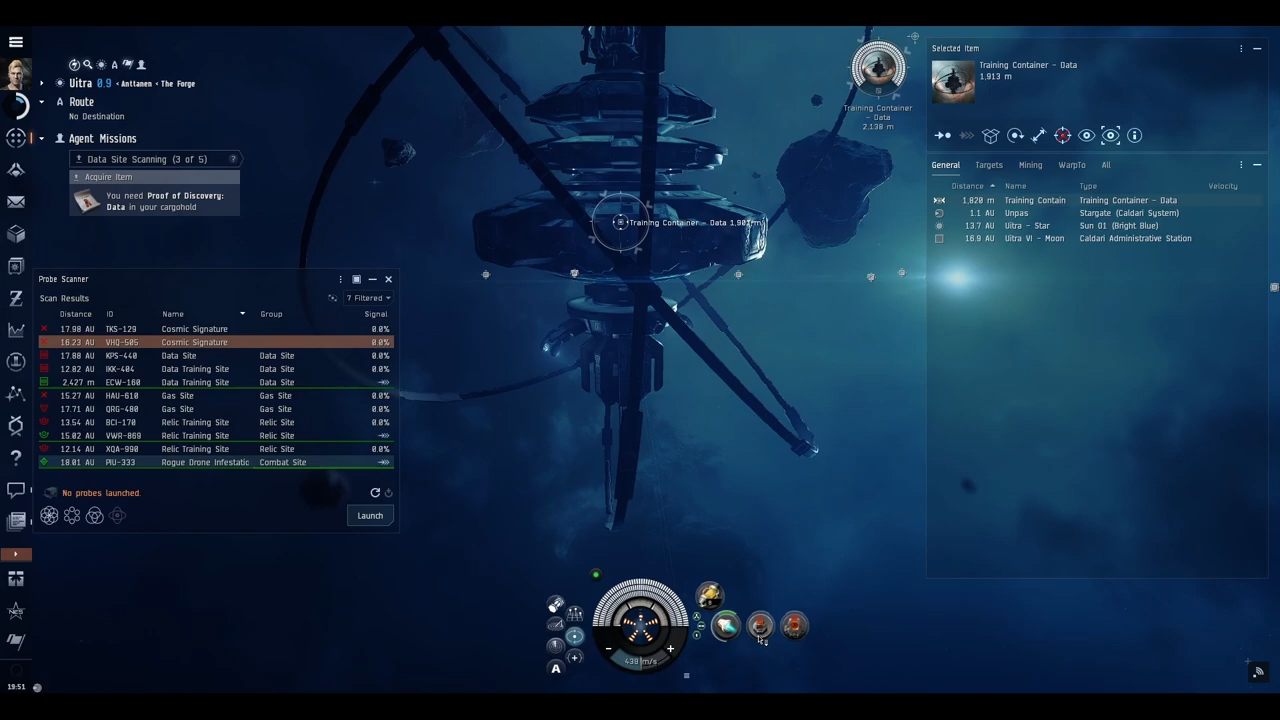 Uitra 0.9 < Anttanen < The Forge
Route
No Destination
Agent Missions
Data Site Scanning (3 of 5)
?
Acquire Item
You need Proof of Discovery:
Data in your cargohold
Probe Scanner
Scan Results
7 Filtered
Distance ID Name Group Signal
17.98 AU TKS-129 Cosmic Signature 0.0%
16.23 AU VHQ-505 Cosmic Signature 0.0%
17.88 AU KPS-440 Data Site Data Site 0.0%
12.82 AU IKK-404 Data Training Site Data Site 0.0%
2,427 m ECW-160 Data Training Site Data Site
15.27 AU HAU-610 Gas Site Gas Site 0.0%
17.71 AU QRG-480 Gas Site Gas Site 0.0%
13.54 AU BCI-170 Relic Training Site Relic Site 0.0%
15.02 AU VWR-869 Relic Training Site Relic Site
12.14 AU XQA-990 Relic Training Site Relic Site 0.0%
18.01 AU PIU-333 Rogue Drone Infestatic Combat Site
No probes launched.
Launch
19:51
Training Container
– Data
2,138 m
Training Container – Data
A
438 m/s
Selected Item
Training Container – Data
1,913 m
General Targets Mining WarpTo All
Distance Name Type Velocity
1,820 m Training Contain Training Container – Data
1.1 AU Unpas Stargate (Caldari System)
13.7 AU Uitra – Star Sun G1 (Bright Blue)
16.9 AU Uitra VI – Moon Caldari Administrative Station